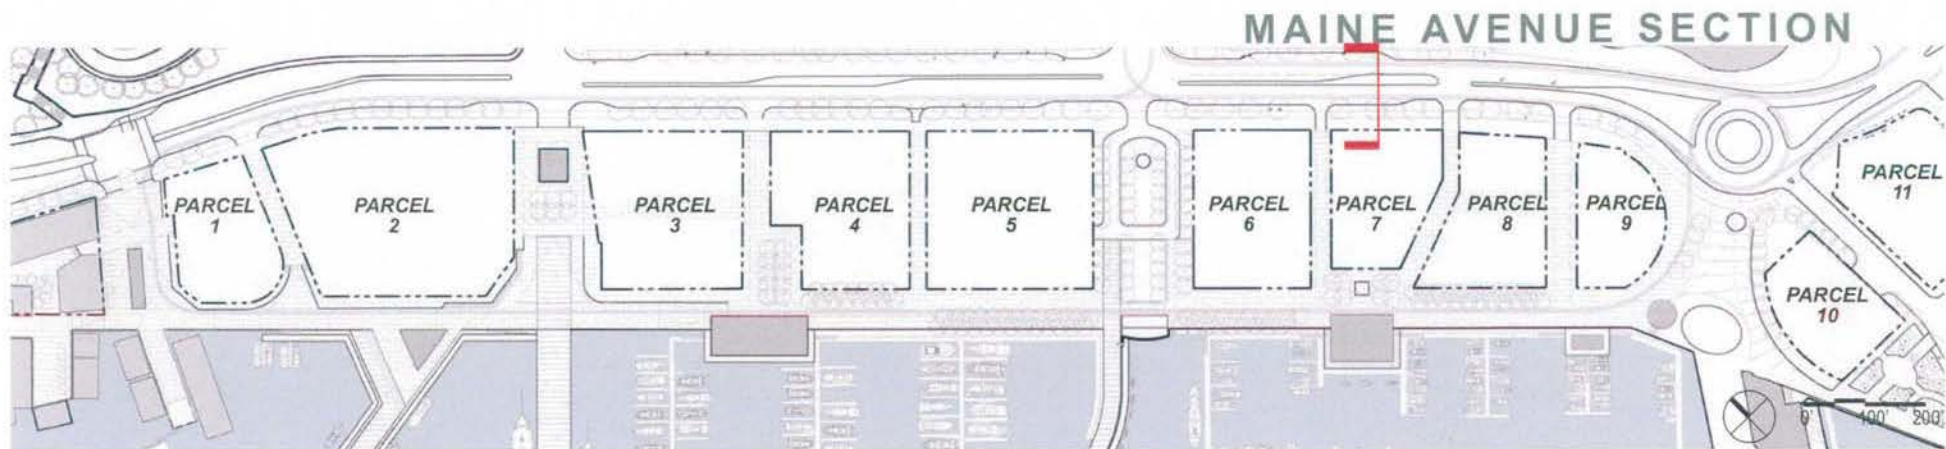 MAINE AVENUE SECTION
PARCEL
1
PARCEL
2
PARCEL
3
PARCEL
4
PARCEL
5
PARCEL
6
PARCEL
7
PARCEL
8
PARCEL
9
PARCEL
10
PARCEL
11
0' 100' 200'